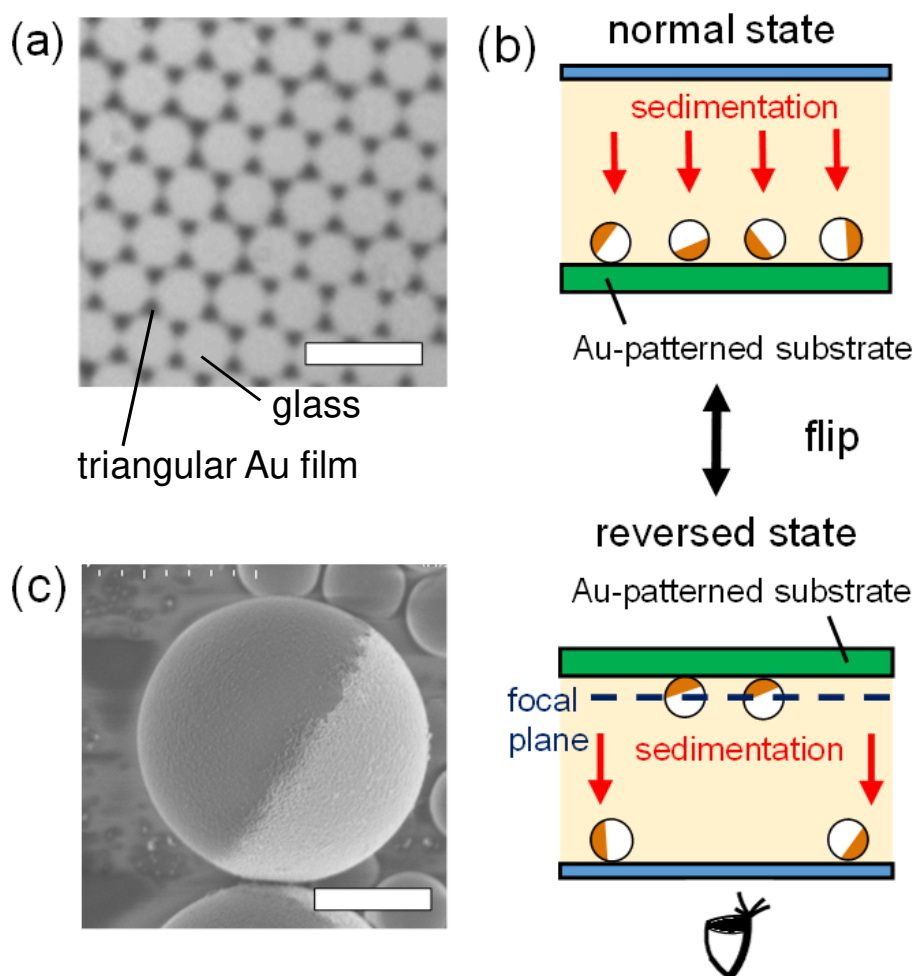 (a)
glass
triangular Au film
(b)
normal state
sedimentation
Au-patterned substrate
flip
reversed state
Au-patterned substrate
focal
plane
sedimentation
(c)